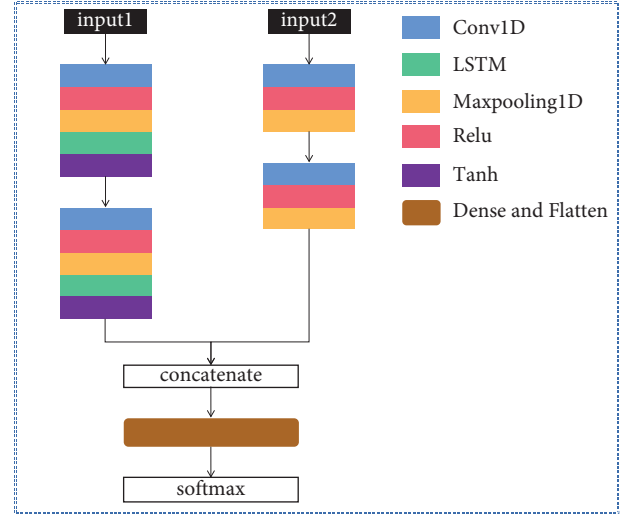 input1
input2
Conv1D
LSTM
Maxpooling1D
Relu
Tanh
Dense and Flatten
concatenate
softmax